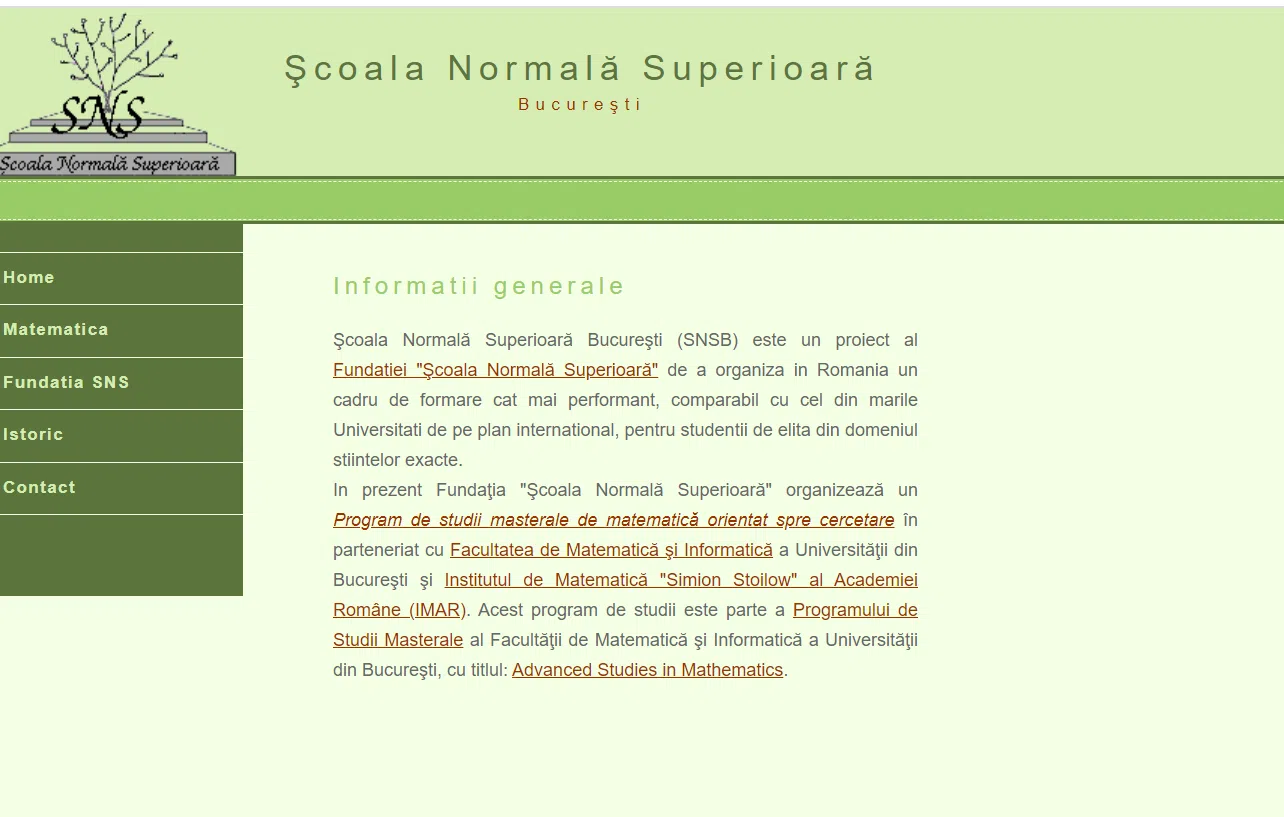 SNS
Şcoala Normală Superioară
Şcoala Normală Superioară
Bucureşti
Home
Matematica
Fundatia SNS
Istoric
Contact
Informatii generale
Şcoala Normală Superioară Bucureşti (SNSB) este un proiect al
Fundatiei "Şcoala Normală Superioară" de a organiza in Romania un
cadru de formare cat mai performant, comparabil cu cel din marile
Universitati de pe plan international, pentru studentii de elita din domeniul
stiintelor exacte.
In prezent Fundaţia "Şcoala Normală Superioară" organizează un
Program de studii masterale de matematică orientat spre cercetare în
parteneriat cu Facultatea de Matematică şi Informatică a Universităţii din
Bucureşti şi Institutul de Matematică "Simion Stoilow" al Academiei
Române (IMAR). Acest program de studii este parte a Programului de
Studii Masterale al Facultăţii de Matematică şi Informatică a Universităţii
din Bucureşti, cu titlul: Advanced Studies in Mathematics.